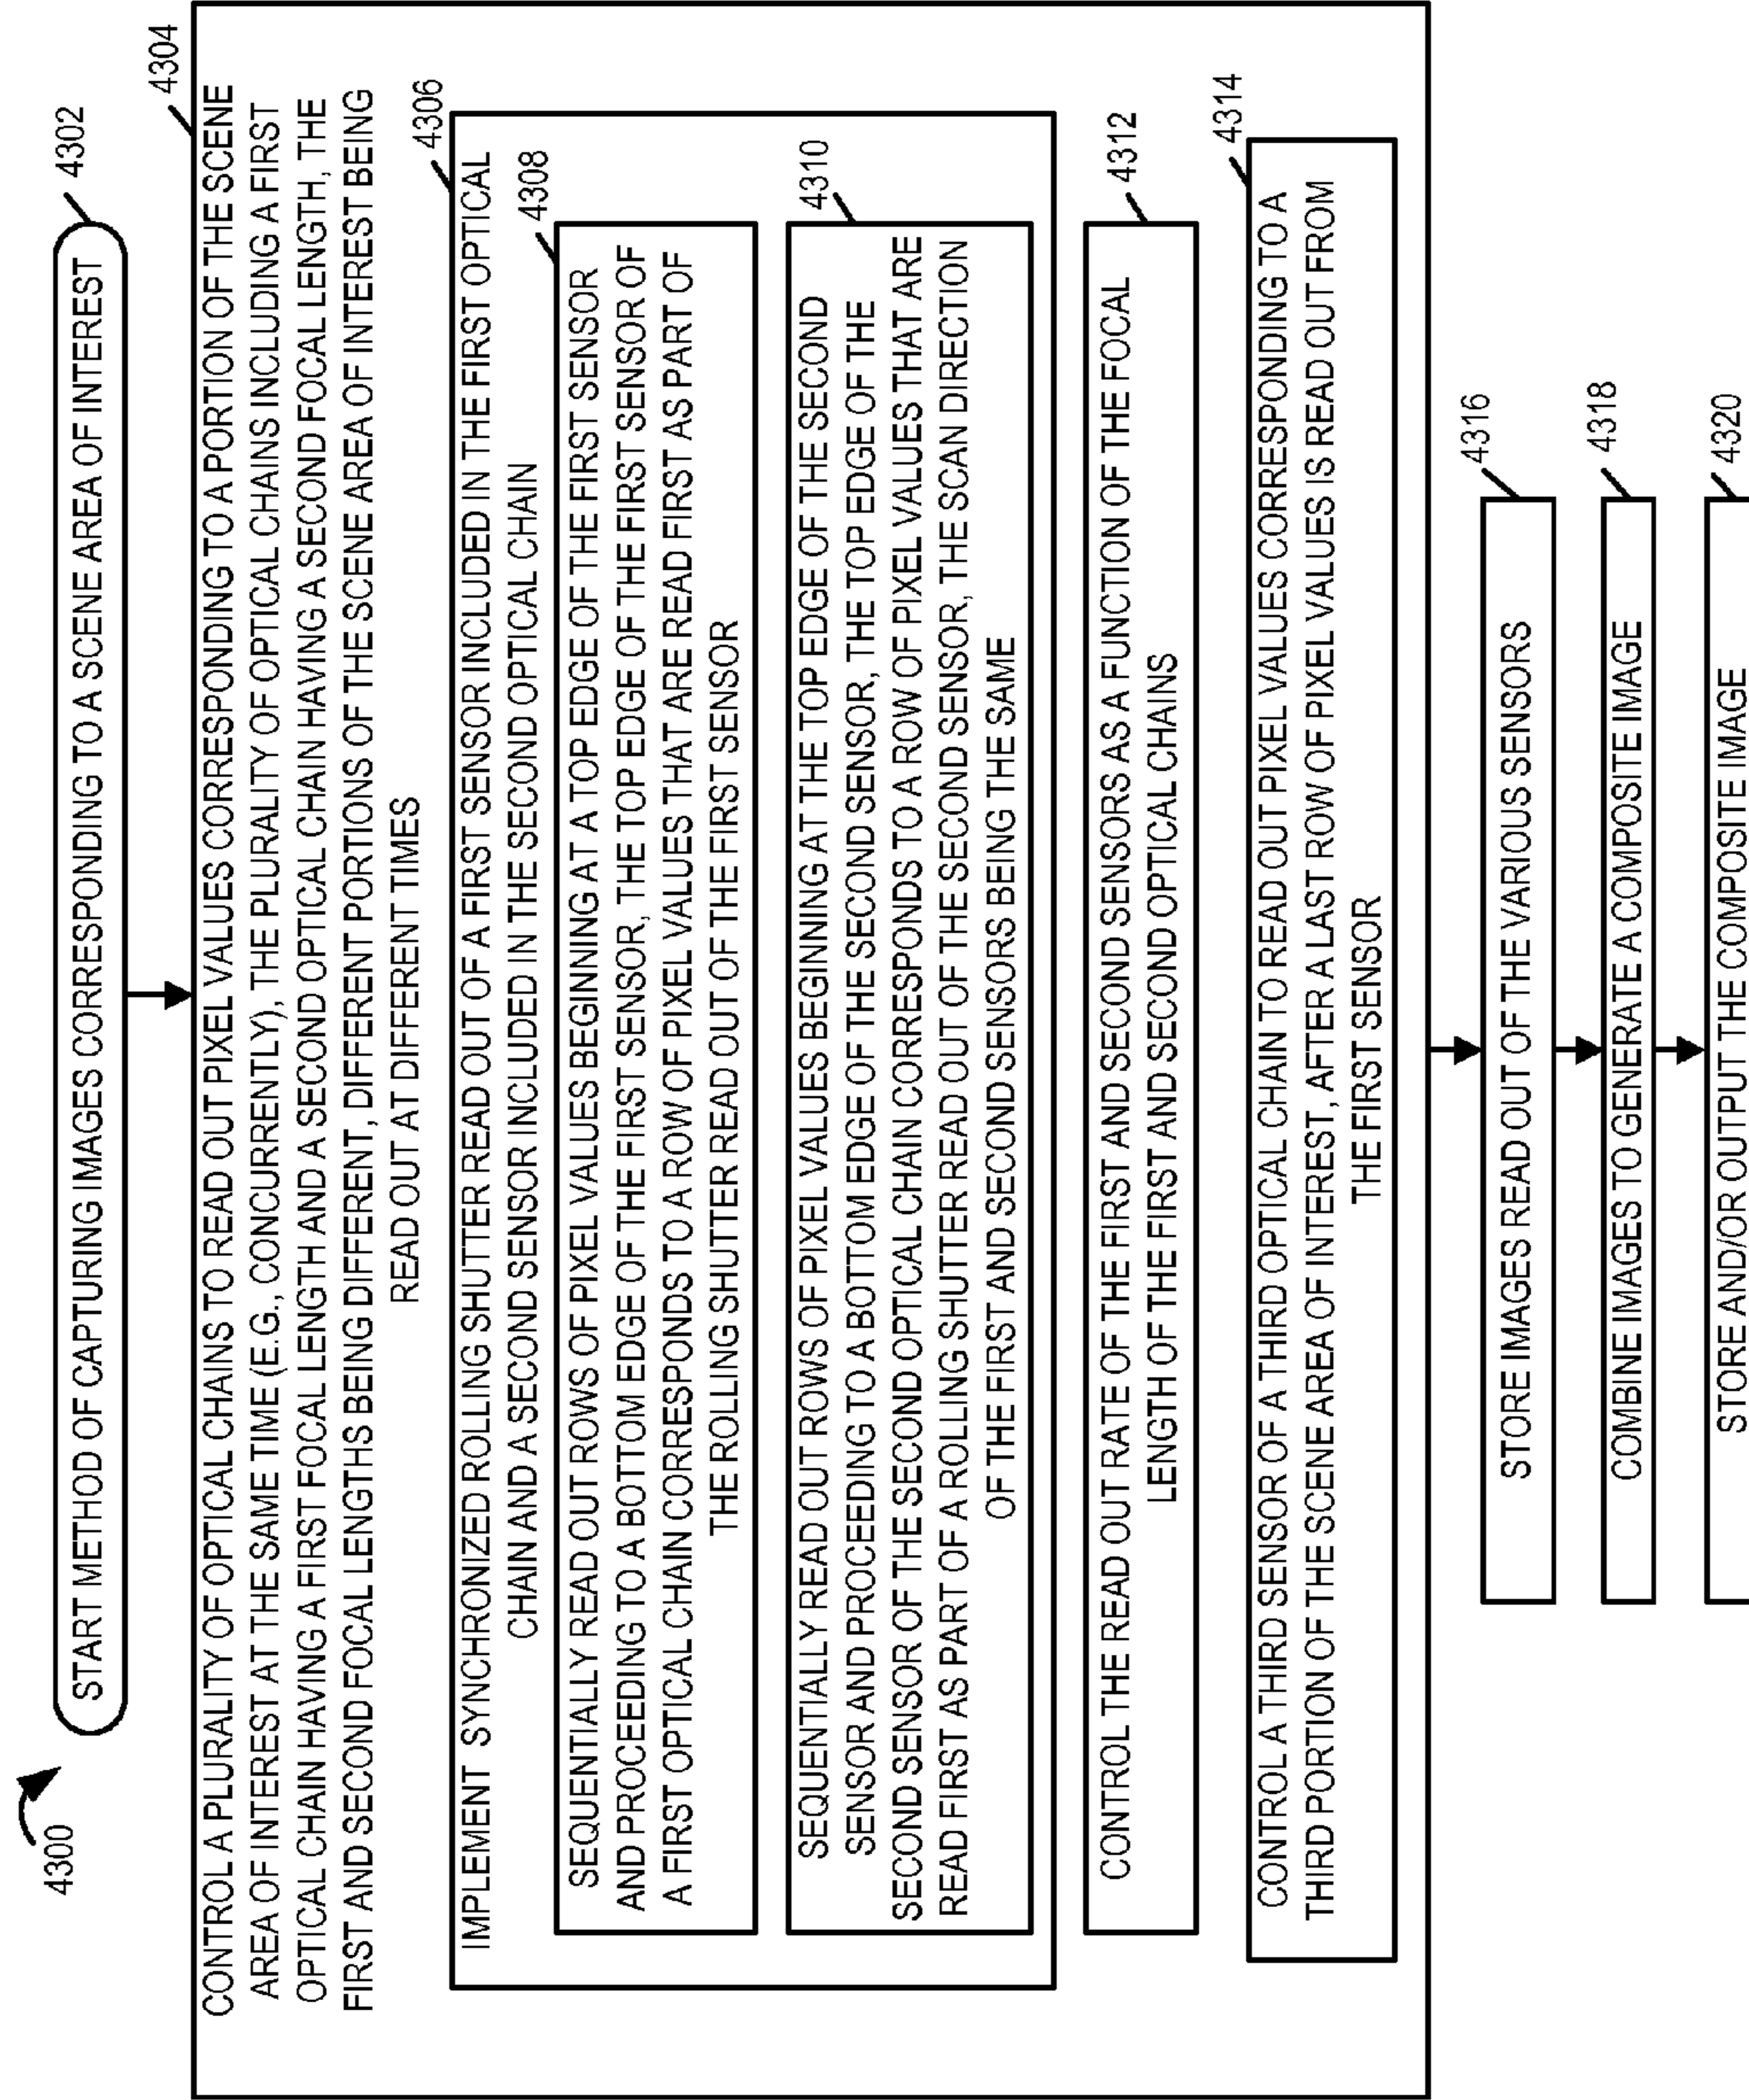 4300
START METHOD OF CAPTURING IMAGES CORRESPONDING TO A SCENE AREA OF INTEREST
4302
4304
CONTROL A PLURALITY OF OPTICAL CHAINS TO READ OUT PIXEL VALUES CORRESPONDING TO A PORTION OF THE SCENE
AREA OF INTEREST AT THE SAME TIME (E.G., CONCURRENTLY), THE PLURALITY OF OPTICAL CHAINS INCLUDING A FIRST
OPTICAL CHAIN HAVING A FIRST FOCAL LENGTH AND A SECOND OPTICAL CHAIN HAVING A SECOND FOCAL LENGTH, THE
FIRST AND SECOND FOCAL LENGTHS BEING DIFFERENT, DIFFERENT PORTIONS OF THE SCENE AREA OF INTEREST BEING
READ OUT AT DIFFERENT TIMES
4306
IMPLEMENT SYNCHRONIZED ROLLING SHUTTER READ OUT OF A FIRST SENSOR INCLUDED IN THE FIRST OPTICAL
CHAIN AND A SECOND SENSOR INCLUDED IN THE SECOND OPTICAL CHAIN
4308
SEQUENTIALLY READ OUT ROWS OF PIXEL VALUES BEGINNING AT A TOP EDGE OF THE FIRST SENSOR
AND PROCEEDING TO A BOTTOM EDGE OF THE FIRST SENSOR, THE TOP EDGE OF THE FIRST SENSOR OF
A FIRST OPTICAL CHAIN CORRESPONDS TO A ROW OF PIXEL VALUES THAT ARE READ FIRST AS PART OF
THE ROLLING SHUTTER READ OUT OF THE FIRST SENSOR
4310
SEQUENTIALLY READ OUT ROWS OF PIXEL VALUES BEGINNING AT THE TOP EDGE OF THE SECOND
SENSOR AND PROCEEDING TO A BOTTOM EDGE OF THE SECOND SENSOR, THE TOP EDGE OF THE
SECOND SENSOR OF THE SECOND OPTICAL CHAIN CORRESPONDS TO A ROW OF PIXEL VALUES THAT ARE
READ FIRST AS PART OF A ROLLING SHUTTER READ OUT OF THE SECOND SENSOR, THE SCAN DIRECTION
OF THE FIRST AND SECOND SENSORS BEING THE SAME
4312
CONTROL THE READ OUT RATE OF THE FIRST AND SECOND SENSORS AS A FUNCTION OF THE FOCAL
LENGTH OF THE FIRST AND SECOND OPTICAL CHAINS
4314
CONTROL A THIRD SENSOR OF A THIRD OPTICAL CHAIN TO READ OUT PIXEL VALUES CORRESPONDING TO A
THIRD PORTION OF THE SCENE AREA OF INTEREST, AFTER A LAST ROW OF PIXEL VALUES IS READ OUT FROM
THE FIRST SENSOR
4316
STORE IMAGES READ OUT OF THE VARIOUS SENSORS
4318
COMBINE IMAGES TO GENERATE A COMPOSITE IMAGE
4320
STORE AND/OR OUTPUT THE COMPOSITE IMAGE